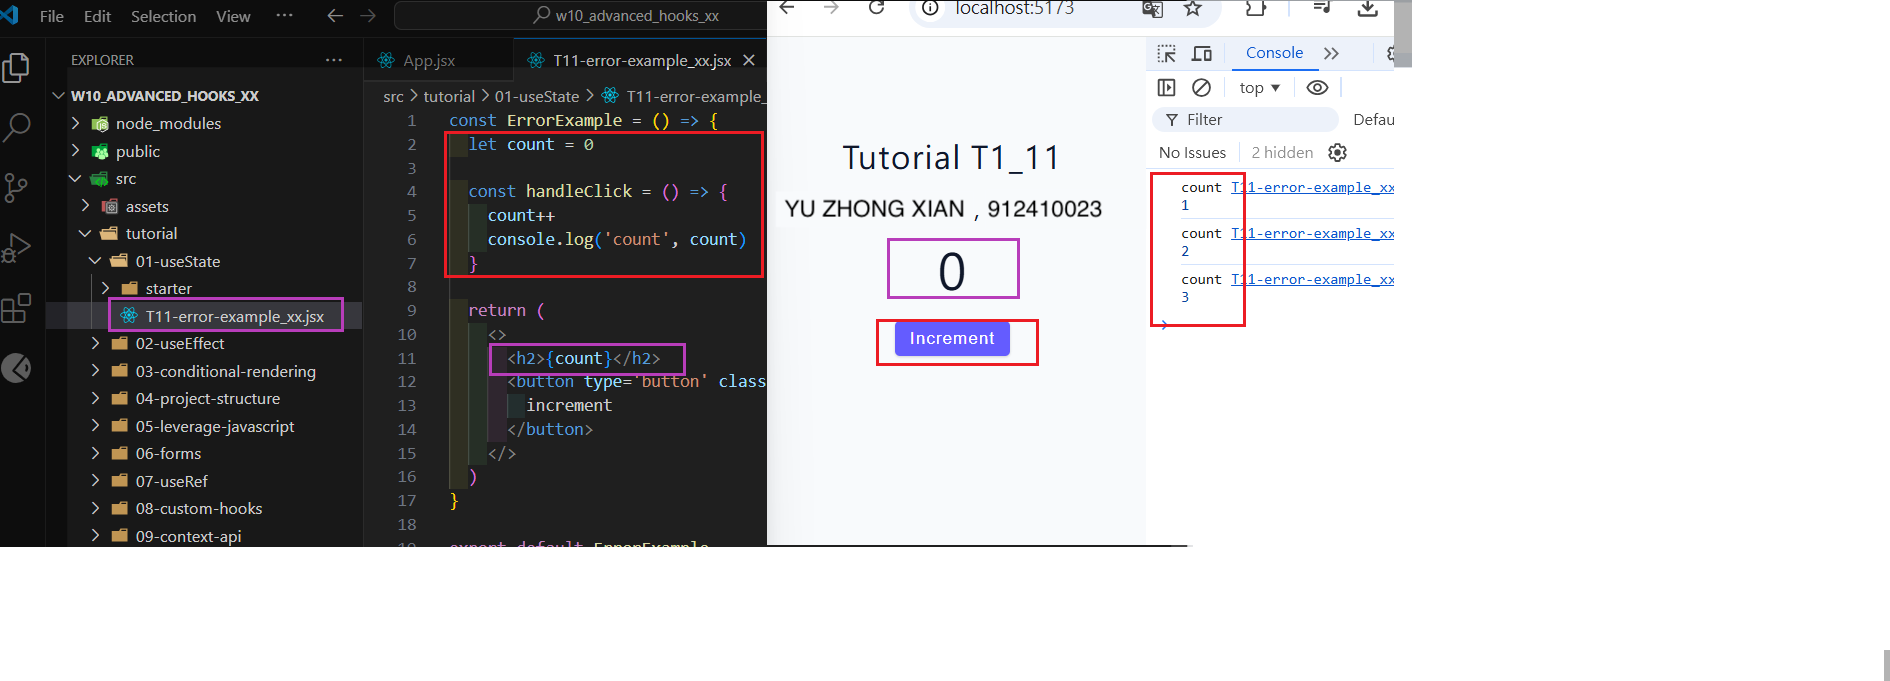 File Edit Selection View ··· w10_advanced_hooks_xx
EXPLORER ···
W10_ADVANCED_HOOKS_XX
node_modules
public
src
assets
tutorial
01-useState
starter
T11-error-example_xx.jsx
02-useEffect
03-conditional-rendering
04-project-structure
05-leverage-javascript
06-forms
07-useRef
08-custom-hooks
09-context-api
App.jsx T11-error-example_xx.jsx
src > tutorial > 01-useState > T11-error-example_
1 const ErrorExample = () => {
2 let count = 0
3
4 const handleClick = () => {
5 count++
6 console.log('count', count)
7 }
8
9 return (
10 <>
11 <h2>{count}</h2>
12 <button type='button' class
13 increment
14 </button>
15 </>
16 )
17 }
18
19 export default ErrorExample
localhost:5173
Tutorial T1_11
YU ZHONG XIAN , 912410023
0
Increment
Console
top
Filter Defau
No Issues 2 hidden
count T11-error-example_xx
1
count T11-error-example_xx
2
count T11-error-example_xx
3